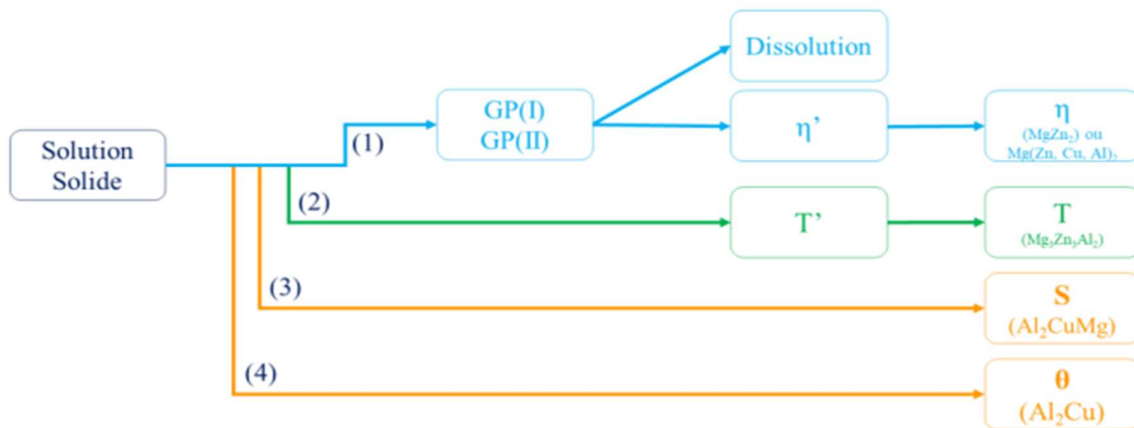 Dissolution
GP(I)
GP(II)
η’
η
(MgZn₂) ou
Mg(Zn, Cu, Al)₂
Solution
Solide
(1)
(2)
T’
T
(Mg₃Zn₃Al₂)
(3)
S
(Al₂CuMg)
(4)
θ
(Al₂Cu)